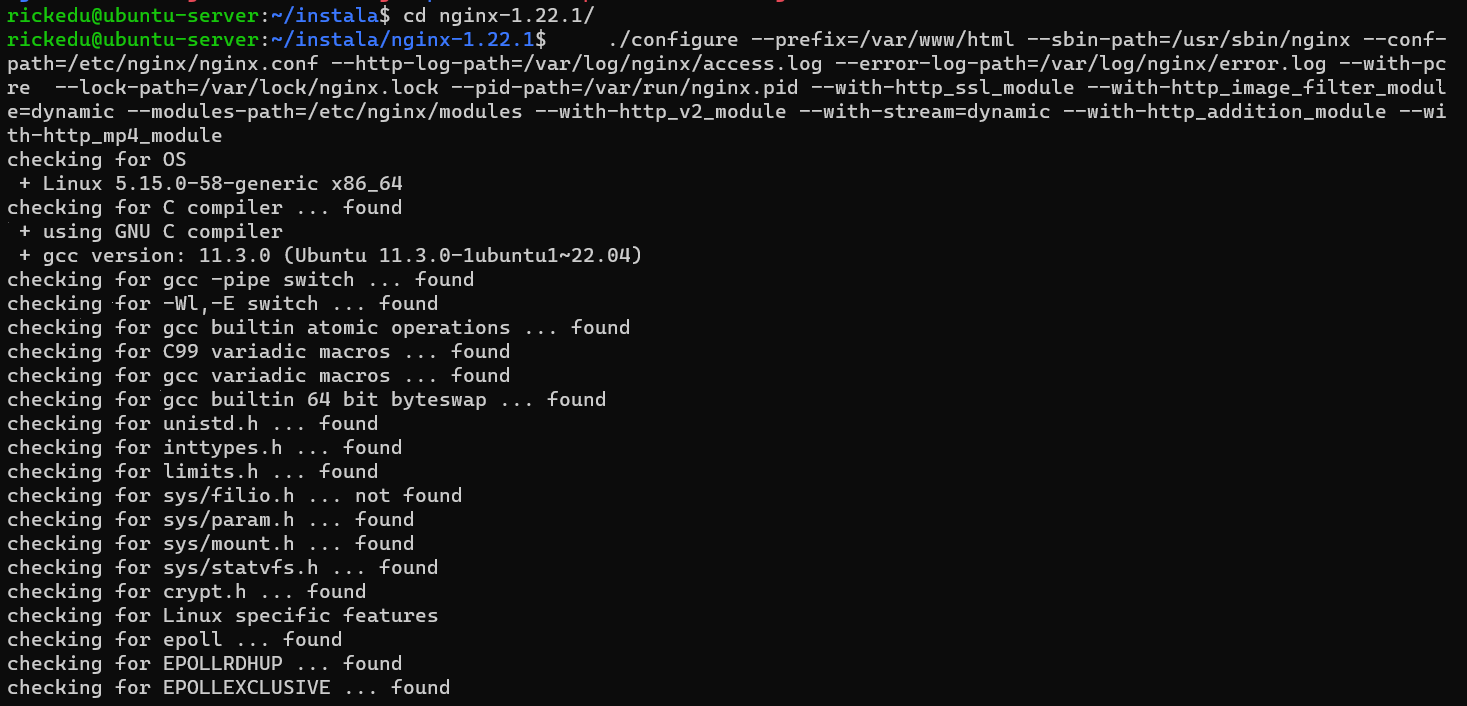 rickedu@ubuntu-server:~/instala$ cd nginx-1.22.1/
rickedu@ubuntu-server:~/instala/nginx-1.22.1$     ./configure --prefix=/var/www/html --sbin-path=/usr/sbin/nginx --conf-
path=/etc/nginx/nginx.conf --http-log-path=/var/log/nginx/access.log --error-log-path=/var/log/nginx/error.log --with-pc
re  --lock-path=/var/lock/nginx.lock --pid-path=/var/run/nginx.pid --with-http_ssl_module --with-http_image_filter_modul
e=dynamic --modules-path=/etc/nginx/modules --with-http_v2_module --with-stream=dynamic --with-http_addition_module --wi
th-http_mp4_module
checking for OS
 + Linux 5.15.0-58-generic x86_64
checking for C compiler ... found
 + using GNU C compiler
 + gcc version: 11.3.0 (Ubuntu 11.3.0-1ubuntu1~22.04)
checking for gcc -pipe switch ... found
checking for -Wl,-E switch ... found
checking for gcc builtin atomic operations ... found
checking for C99 variadic macros ... found
checking for gcc variadic macros ... found
checking for gcc builtin 64 bit byteswap ... found
checking for unistd.h ... found
checking for inttypes.h ... found
checking for limits.h ... found
checking for sys/filio.h ... not found
checking for sys/param.h ... found
checking for sys/mount.h ... found
checking for sys/statvfs.h ... found
checking for crypt.h ... found
checking for Linux specific features
checking for epoll ... found
checking for EPOLLRDHUP ... found
checking for EPOLLEXCLUSIVE ... found